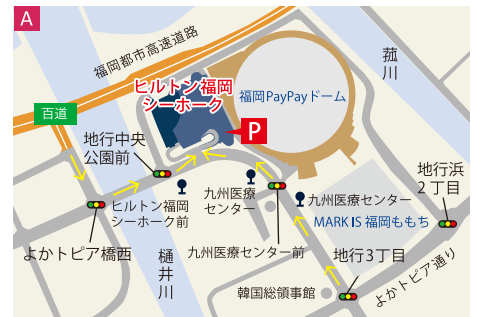 A
福岡都市高速道路
菰川
ヒルトン福岡
シーホーク
福岡PayPayドーム
百道
P
地行中央
公園前
地行浜
2丁目
九州医療
センター
九州医療センター
ヒルトン福岡
シーホーク前
MARK IS 福岡ももち
よかトピア橋西
樋井川
九州医療センター前
地行3丁目
よかトピア通り
韓国総領事館